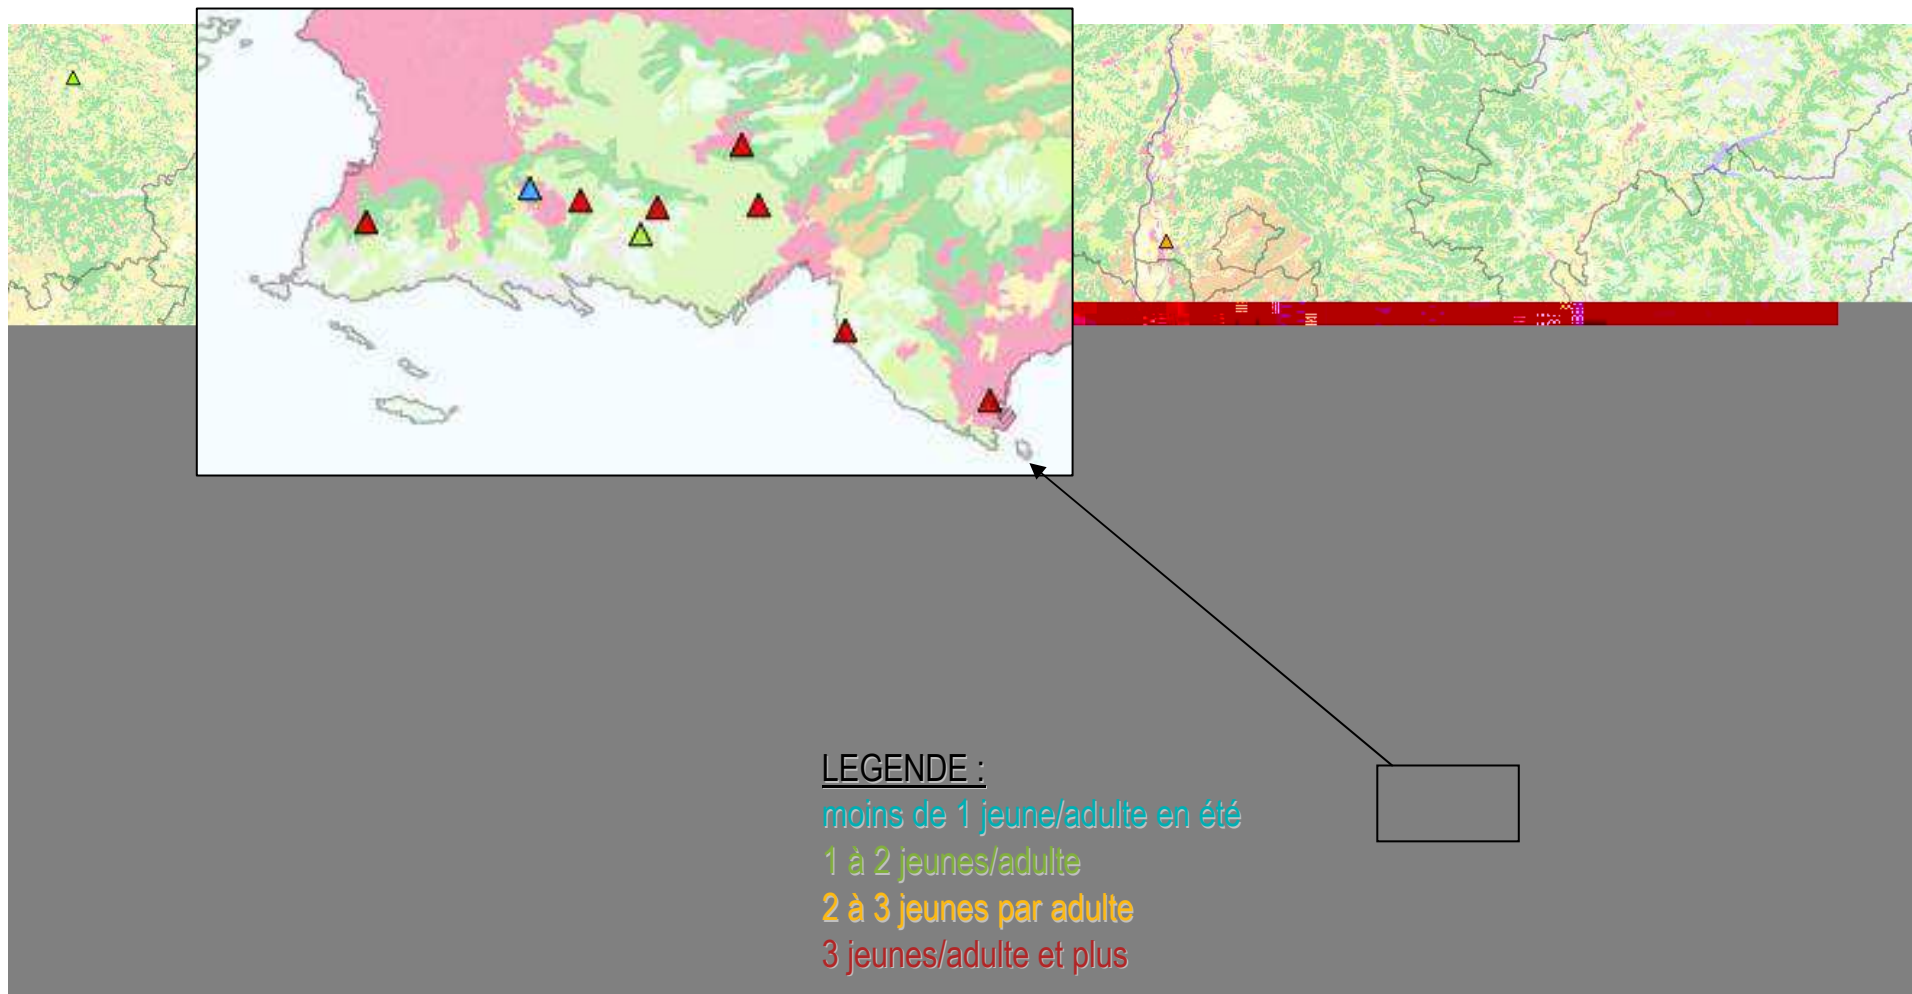 LEGENDE :
moins de 1 jeune/adulte en été
1 à 2 jeunes/adulte
2 à 3 jeunes par adulte
3 jeunes/adulte et plus